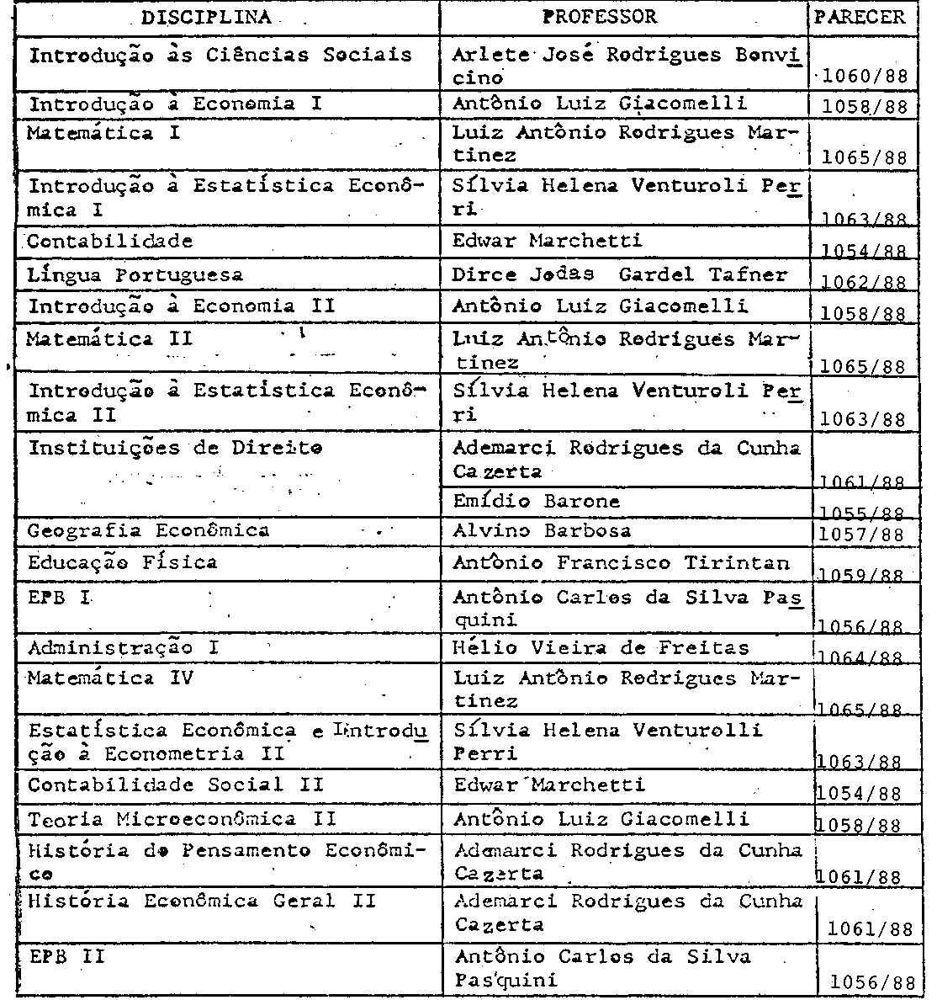 DISCIPLINA PROFESSOR PARECER
Introdução às Ciências Sociais Arlete José Rodrigues Bonvi
cino 1060/88
Introdução à Economia I Antônio Luiz Giacomelli 1058/88
Matemática I Luiz Antônio Rodrigues Mar-
tinez 1065/88
Introdução à Estatística Econô- Sílvia Helena Venturoli Per
mica I ri 1063/88
Contabilidade Edwar Marchetti 1054/88
Língua Portuguesa Dirce Jodas Gardel Tafner 1062/88
Introdução à Economia II Antônio Luiz Giacomelli 1058/88
Matemática II Luiz Antônio Rodrigues Mar-
tinez 1065/88
Introdução à Estatística Econô- Sílvia Helena Venturoli Per
mica II ri 1063/88
Instituições de Direito Ademarci Rodrigues da Cunha
Cazerta 1061/88
Emídio Barone 1055/88
Geografia Econômica Alvino Barbosa 1057/88
Educação Física Antônio Francisco Tirintan 1059/88
EPB I Antônio Carlos da Silva Pas
quini 1056/88
Administração I Hélio Vieira de Freitas 1064/88
Matemática IV Luiz Antônio Rodrigues Mar-
tinez 1065/88
Estatística Econômica e Introdu Sílvia Helena Venturolli
ção à Econometria II Perri 1063/88
Contabilidade Social II Edwar Marchetti 1054/88
Teoria Microeconômica II Antônio Luiz Giacomelli 1058/88
História do Pensamento Econômi- Ademarci Rodrigues da Cunha
co Cazerta 1061/88
História Econômica Geral II Ademarci Rodrigues da Cunha
Cazerta 1061/88
EPB II Antônio Carlos da Silva
Pasquini 1056/88